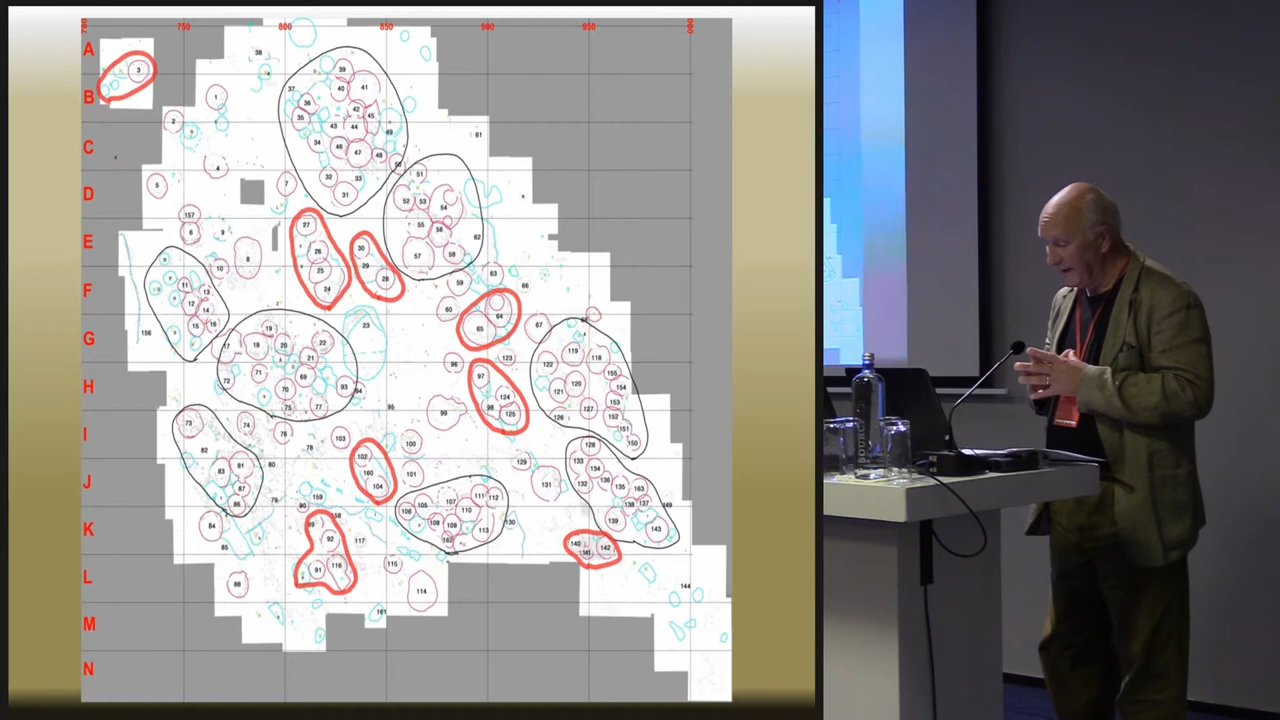 700 750 800 850 900 950
A
B
C
D
E
F
G
H
I
J
K
L
M
N
38
3
39
37 40 41
1 36
35 42 45
2 43 44 49
61
34 46 47 48
4 50
51
5 7 32 33
31 52 53 54
157
6 9 27 55 56 62
8 26 30 57 58
10 25 29 28 63
59 66
11 13 24
12 14 60 64
15 16 23 65 67
156
19
17 18 20 22
21 119 118
96 123 122
71 69 97 155
72 93 94 121 120 154
70 124 153
75 77 95 98 125 127 152
126
73 74 99 151
76 103 100 128 150
82 78 102 129 133
81 80 101 134
83 160 131 132 136
87 104 135 163
79 159 107 111 112 138 137
86 90 106 105 110
84 89 158 108 109 113 130 139 143
92 117 162 140 142
85 141
91 116 115
88 114 144
161
SOURCY